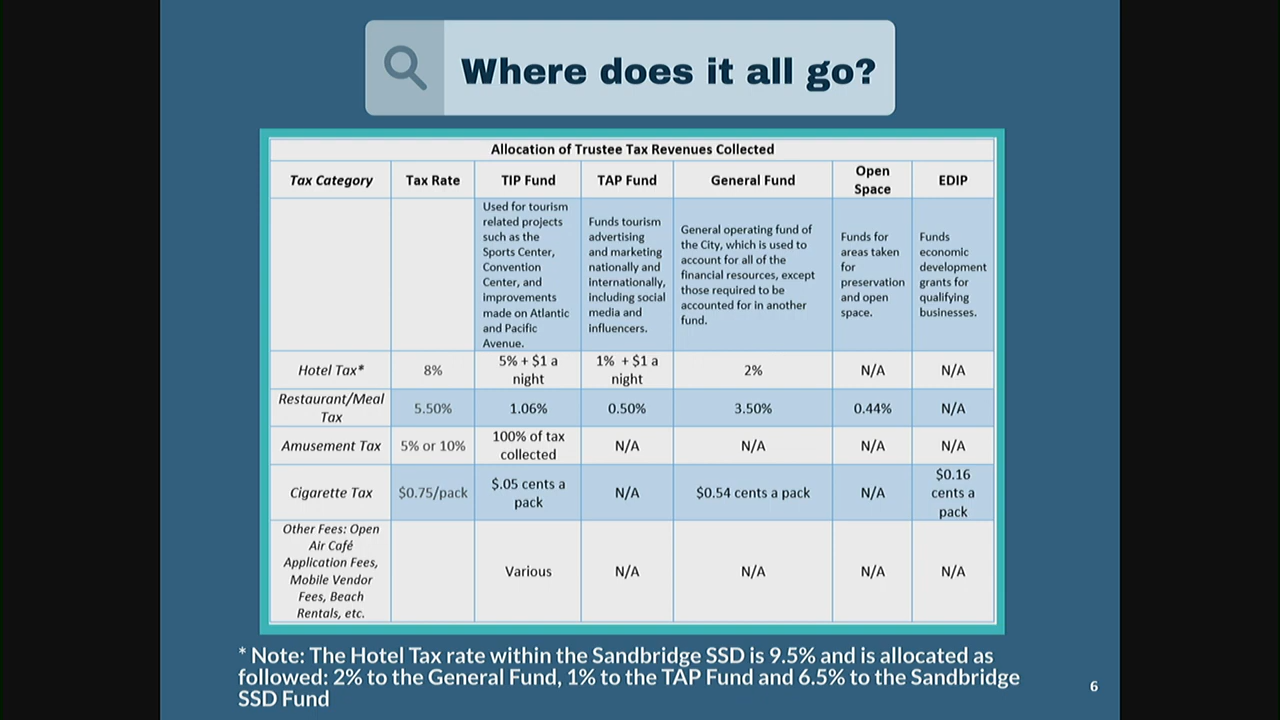 Where does it all go?
Allocation of Trustee Tax Revenues Collected
Tax Category
Tax Rate
TIP Fund
TAP Fund
General Fund
Open
Space
EDIP
Used for tourism
related projects
such as the
Sports Center,
Convention
Center, and
improvements
made on Atlantic
and Pacific
Avenue.
Funds tourism
advertising
and marketing
nationally and
internationally,
including social
media and
influencers.
General operating fund of
the City, which is used to
account for all of the
financial resources, except
those required to be
accounted for in another
fund.
Funds for
areas taken
for
preservation
and open
space.
Funds
economic
development
grants for
qualifying
businesses.
Hotel Tax*
8%
5% + $1 a
night
1% + $1 a
night
2%
N/A
N/A
Restaurant/Meal
Tax
5.50%
1.06%
0.50%
3.50%
0.44%
N/A
Amusement Tax
5% or 10%
100% of tax
collected
N/A
N/A
N/A
N/A
Cigarette Tax
$0.75/pack
$.05 cents a
pack
N/A
$0.54 cents a pack
N/A
$0.16
cents a
pack
Other Fees: Open
Air Café
Application Fees,
Mobile Vendor
Fees, Beach
Rentals, etc.
Various
N/A
N/A
N/A
N/A
* Note: The Hotel Tax rate within the Sandbridge SSD is 9.5% and is allocated as
followed: 2% to the General Fund, 1% to the TAP Fund and 6.5% to the Sandbridge
SSD Fund
6